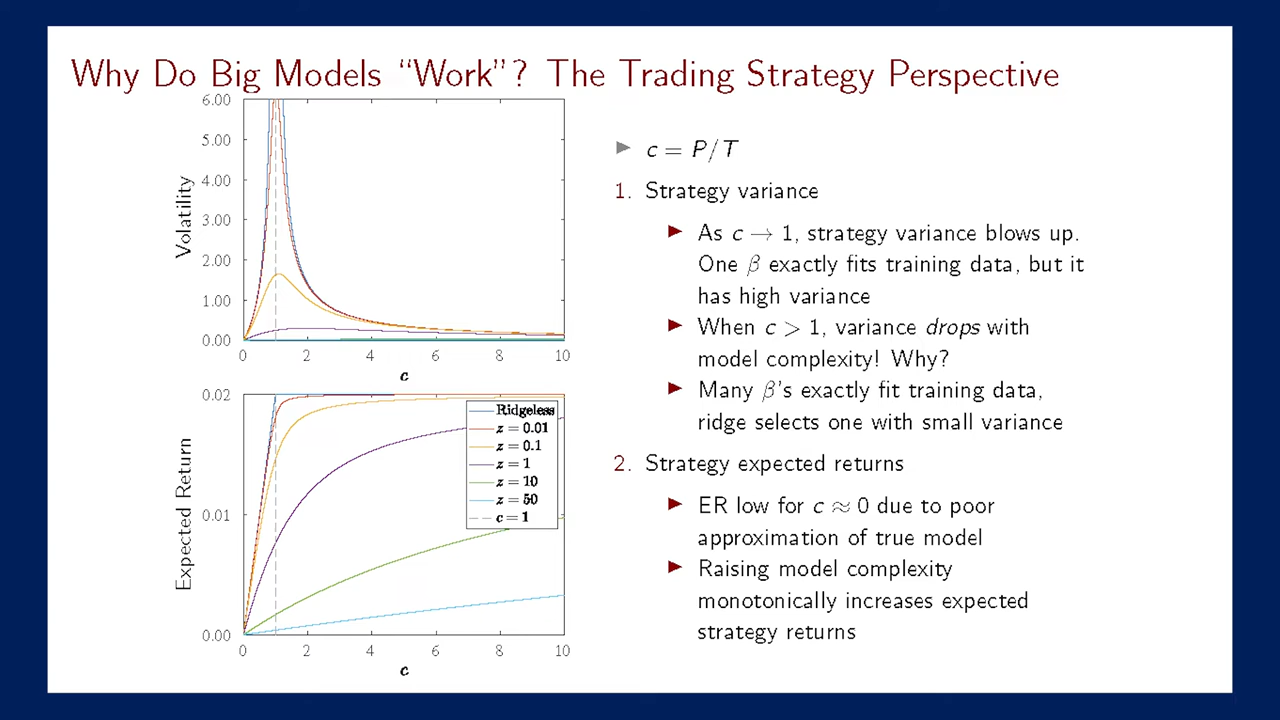 Why Do Big Models “Work”? The Trading Strategy Perspective
6.00
5.00
4.00
3.00
2.00
1.00
0.00
Volatility
0 2 4 6 8 10
c
0.02
0.01
0.00
Expected Return
Ridgeless
z = 0.01
z = 0.1
z = 1
z = 10
z = 50
c = 1
0 2 4 6 8 10
c
► c = P/T
1. Strategy variance
► As c → 1, strategy variance blows up.
One β exactly fits training data, but it
has high variance
► When c > 1, variance drops with
model complexity! Why?
► Many β's exactly fit training data,
ridge selects one with small variance
2. Strategy expected returns
► ER low for c ≈ 0 due to poor
approximation of true model
► Raising model complexity
monotonically increases expected
strategy returns